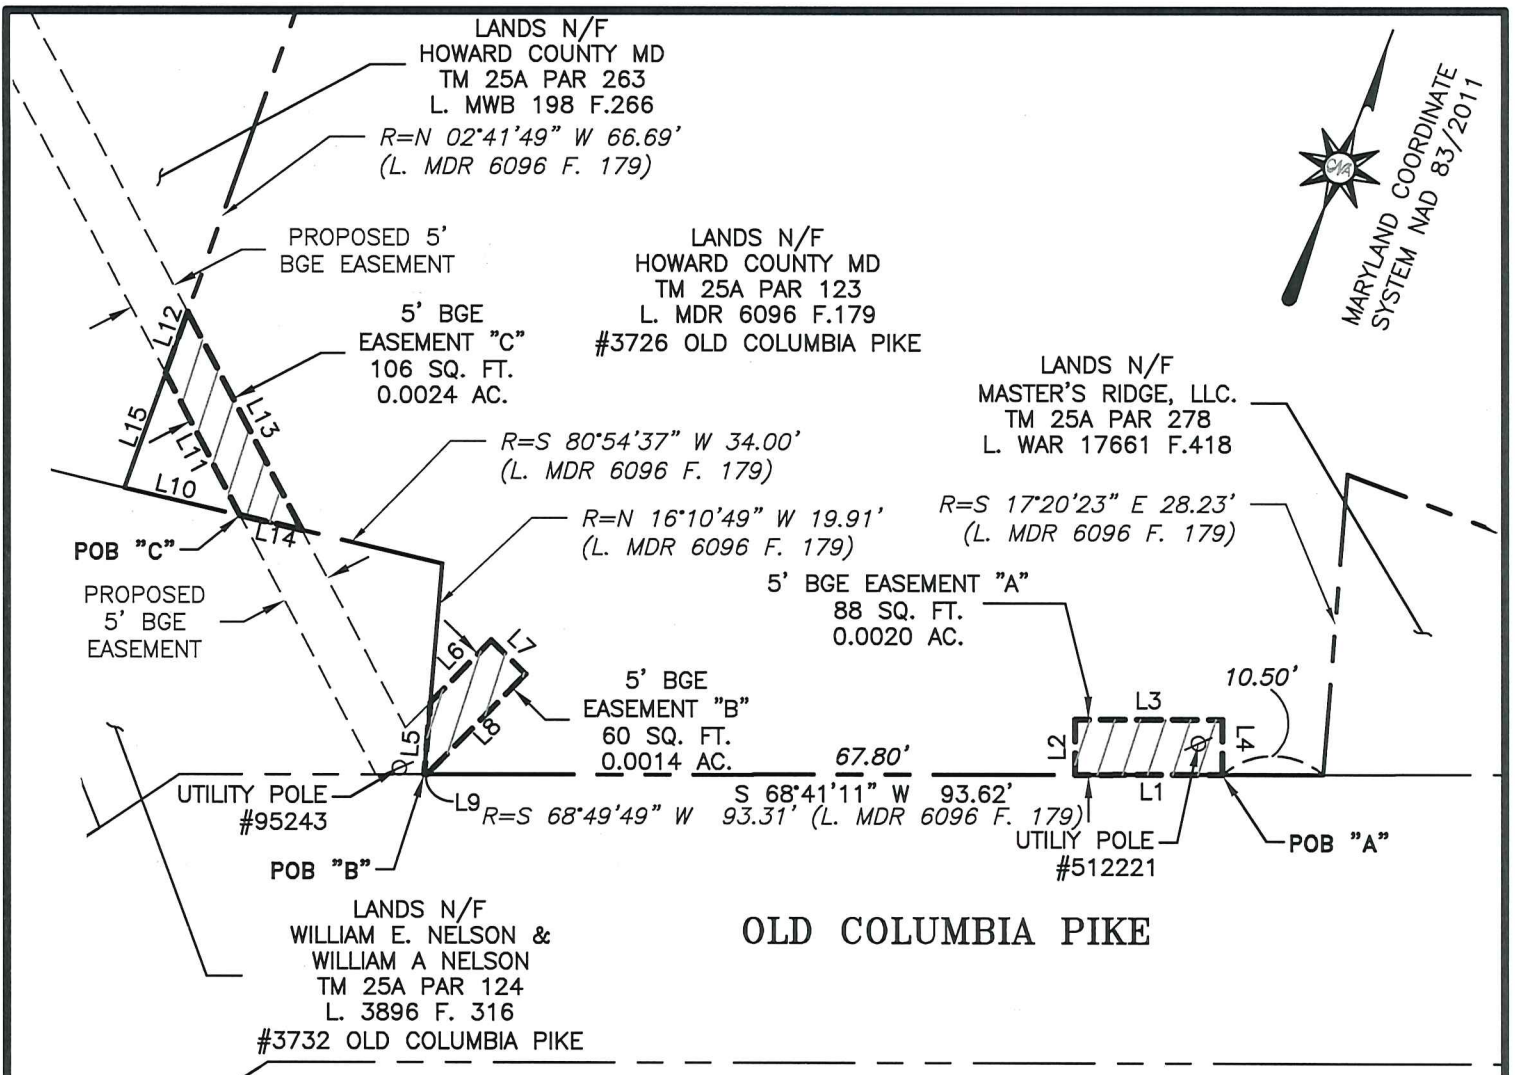 LANDS N/F
HOWARD COUNTY MD
TM 25A PAR 263
L. MWB 198 F.266
R=N 02°41'49" W 66.69'
(L. MDR 6096 F. 179)
MARYLAND COORDINATE
SYSTEM NAD 83/2011
CNA
PROPOSED 5'
BGE EASEMENT
LANDS N/F
HOWARD COUNTY MD
TM 25A PAR 123
L. MDR 6096 F.179
#3726 OLD COLUMBIA PIKE
5' BGE
EASEMENT "C"
106 SQ. FT.
0.0024 AC.
L12
L13
L15
L11
L10
L14
LANDS N/F
MASTER'S RIDGE, LLC.
TM 25A PAR 278
L. WAR 17661 F.418
R=S 80°54'37" W 34.00'
(L. MDR 6096 F. 179)
R=N 16°10'49" W 19.91'
(L. MDR 6096 F. 179)
R=S 17°20'23" E 28.23'
(L. MDR 6096 F. 179)
POB "C"
PROPOSED
5' BGE
EASEMENT
5' BGE EASEMENT "A"
88 SQ. FT.
0.0020 AC.
L6
L7
L5
L8
5' BGE
EASEMENT "B"
60 SQ. FT.
0.0014 AC.
10.50'
L3
L2
L4
L1
67.80'
S 68°41'11" W 93.62'
R=S 68°49'49" W 93.31' (L. MDR 6096 F. 179)
UTILITY POLE
#95243
L9
POB "B"
UTILIY POLE
#512221
POB "A"
LANDS N/F
WILLIAM E. NELSON &
WILLIAM A NELSON
TM 25A PAR 124
L. 3896 F. 316
#3732 OLD COLUMBIA PIKE
OLD COLUMBIA PIKE